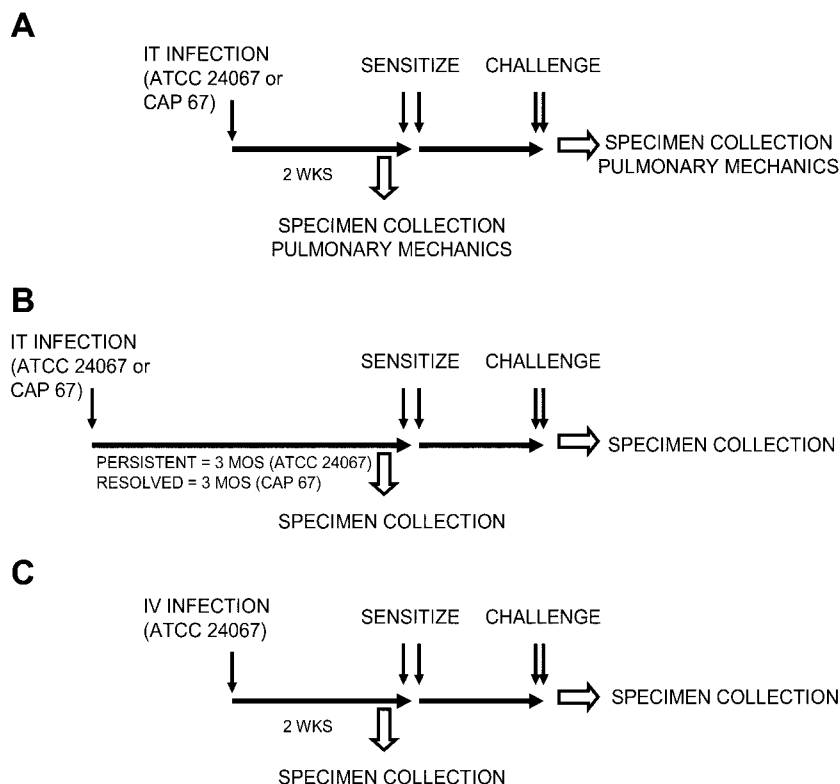 A
IT INFECTION
(ATCC 24067 or
CAP 67)
SENSITIZE
CHALLENGE
2 WKS
SPECIMEN COLLECTION
PULMONARY MECHANICS
SPECIMEN COLLECTION
PULMONARY MECHANICS
B
IT INFECTION
(ATCC 24067 or
CAP 67)
SENSITIZE
CHALLENGE
PERSISTENT = 3 MOS (ATCC 24067)
RESOLVED = 3 MOS (CAP 67)
SPECIMEN COLLECTION
SPECIMEN COLLECTION
C
IV INFECTION
(ATCC 24067)
SENSITIZE
CHALLENGE
2 WKS
SPECIMEN COLLECTION
SPECIMEN COLLECTION